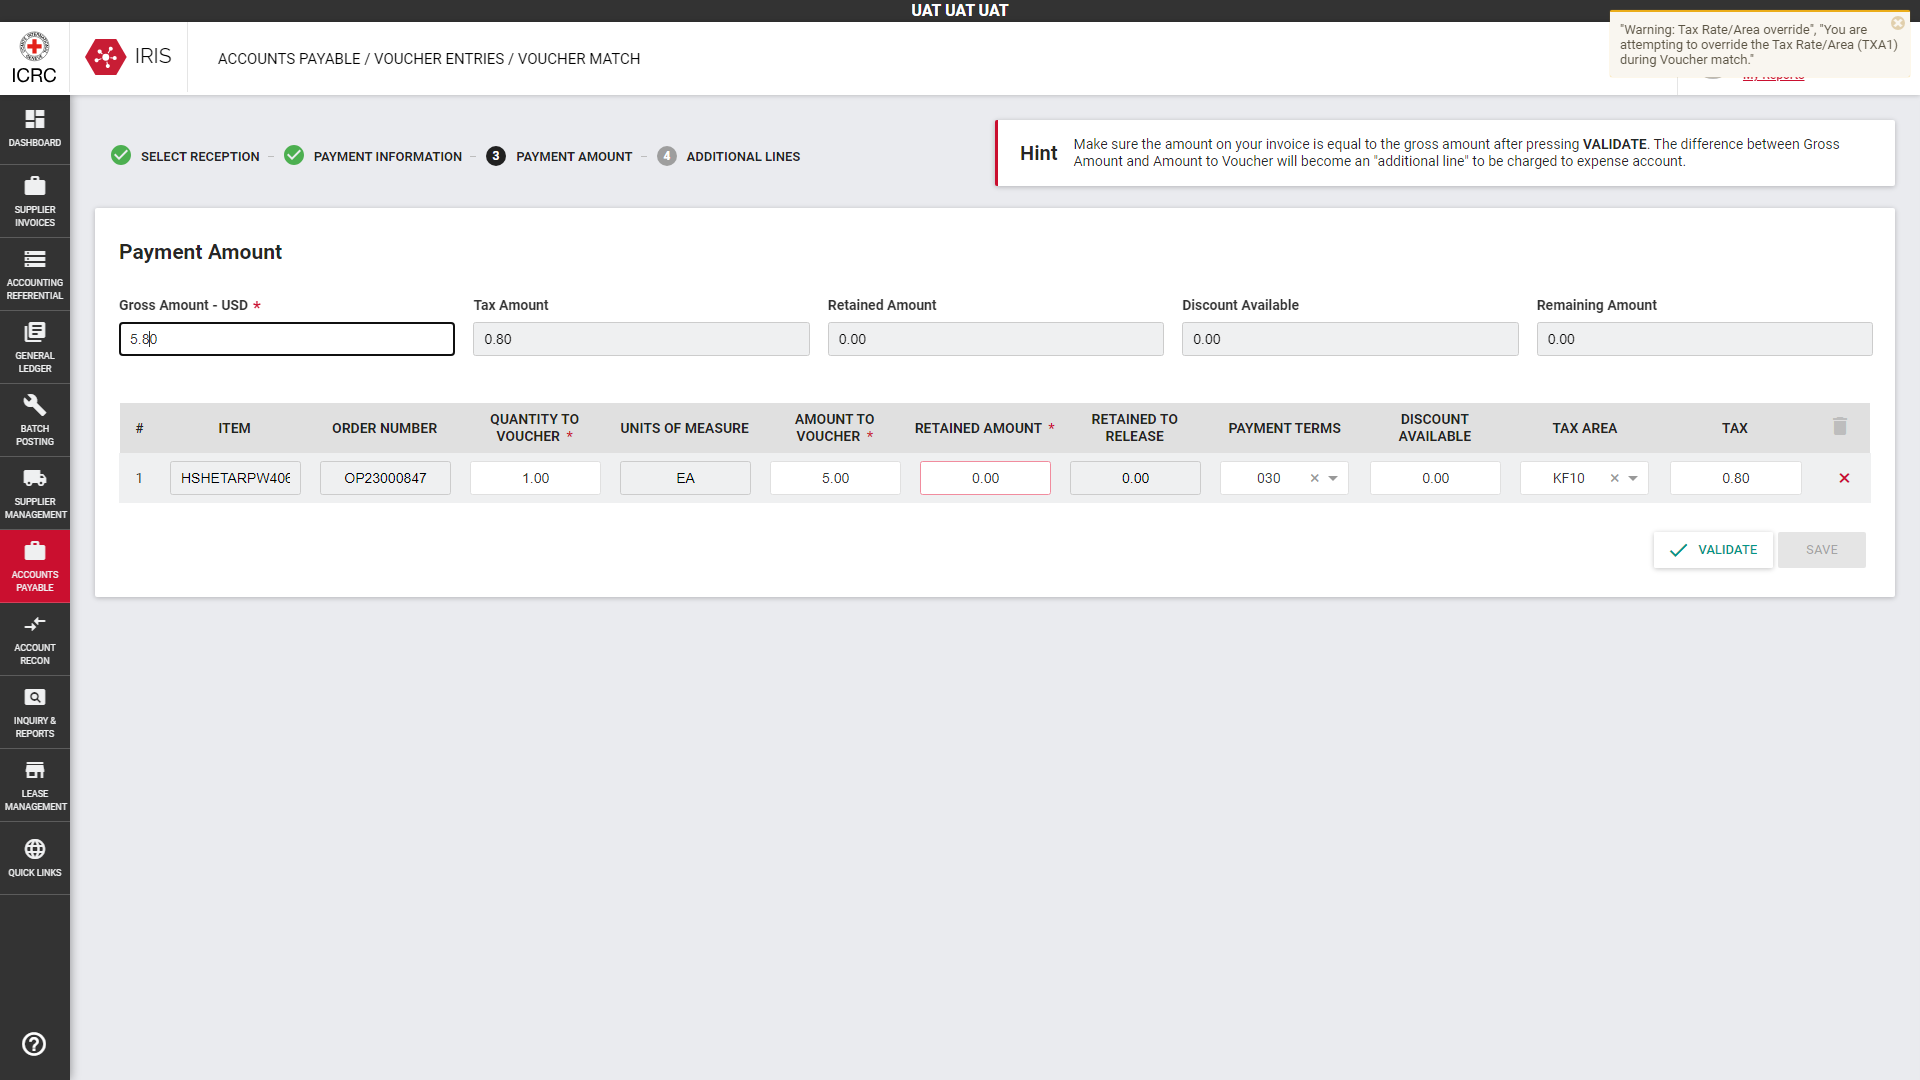 UAT UAT UAT
ICRC
IRIS
ACCOUNTS PAYABLE / VOUCHER ENTRIES / VOUCHER MATCH
"Warning: Tax Rate/Area override", "You are
attempting to override the Tax Rate/Area (TXA1)
during Voucher match."
My Reports
DASHBOARD
SUPPLIER
INVOICES
ACCOUNTING
REFERENTIAL
GENERAL
LEDGER
BATCH
POSTING
SUPPLIER
MANAGEMENT
ACCOUNTS
PAYABLE
ACCOUNT
RECON
INQUIRY &
REPORTS
LEASE
MANAGEMENT
QUICK LINKS
SELECT RECEPTION
PAYMENT INFORMATION
3 PAYMENT AMOUNT
4 ADDITIONAL LINES
Hint
Make sure the amount on your invoice is equal to the gross amount after pressing VALIDATE. The difference between Gross
Amount and Amount to Voucher will become an "additional line" to be charged to expense account.
Payment Amount
Gross Amount - USD * Tax Amount Retained Amount Discount Available Remaining Amount
5.80 0.80 0.00 0.00 0.00
# ITEM ORDER NUMBER QUANTITY TO VOUCHER * UNITS OF MEASURE AMOUNT TO VOUCHER * RETAINED AMOUNT * RETAINED TO RELEASE PAYMENT TERMS DISCOUNT AVAILABLE TAX AREA TAX
1 HSHETARPW406 OP23000847 1.00 EA 5.00 0.00 0.00 030 0.00 KF10 0.80
VALIDATE SAVE